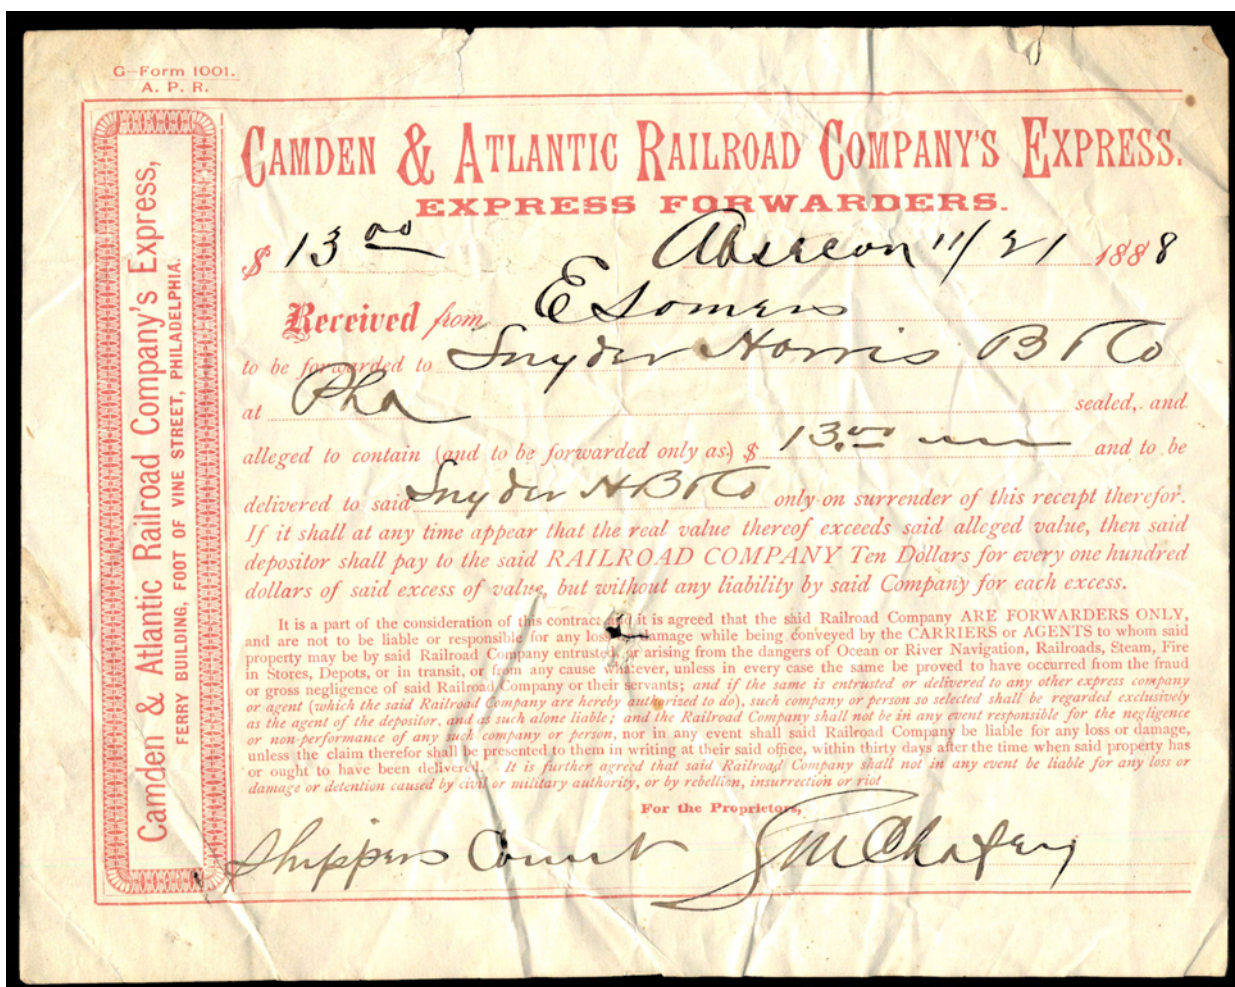 G-Form 1001.
A. P. R.
Camden & Atlantic Railroad Company's Express,
FERRY BUILDING, FOOT OF VINE STREET, PHILADELPHIA.
CAMDEN & ATLANTIC RAILROAD COMPANY'S EXPRESS.
EXPRESS FORWARDERS.
$ 13 00 Absecon 11/21 1888
Received from E Somers
to be forwarded to Snyder Harris B & Co
at Pha sealed, and
alleged to contain (and to be forwarded only as) $ 13.00 and to be
delivered to said Snyder H B & Co only on surrender of this receipt therefor.
If it shall at any time appear that the real value thereof exceeds said alleged value, then said
depositor shall pay to the said RAILROAD COMPANY Ten Dollars for every one hundred
dollars of said excess of value, but without any liability by said Company for each excess.
It is a part of the consideration of this contract and it is agreed that the said Railroad Company ARE FORWARDERS ONLY,
and are not to be liable or responsible for any loss or damage while being conveyed by the CARRIERS or AGENTS to whom said
property may be by said Railroad Company entrusted, or arising from the dangers of Ocean or River Navigation, Railroads, Steam, Fire
in Stores, Depots, or in transit, or from any cause whatever, unless in every case the same be proved to have occurred from the fraud
or gross negligence of said Railroad Company or their servants; and if the same is entrusted or delivered to any other express company
or agent (which the said Railroad Company are hereby authorized to do), such company or person so selected shall be regarded exclusively
as the agent of the depositor, and as such alone liable; and the Railroad Company shall not be in any event responsible for the negligence
or non-performance of any such company or person, nor in any event shall said Railroad Company be liable for any loss or damage,
unless the claim therefor shall be presented to them in writing at their said office, within thirty days after the time when said property has
or ought to have been delivered. It is further agreed that said Railroad Company shall not in any event be liable for any loss or
damage or detention caused by civil or military authority, or by rebellion, insurrection or riot
For the Proprietors,
Shippers Count